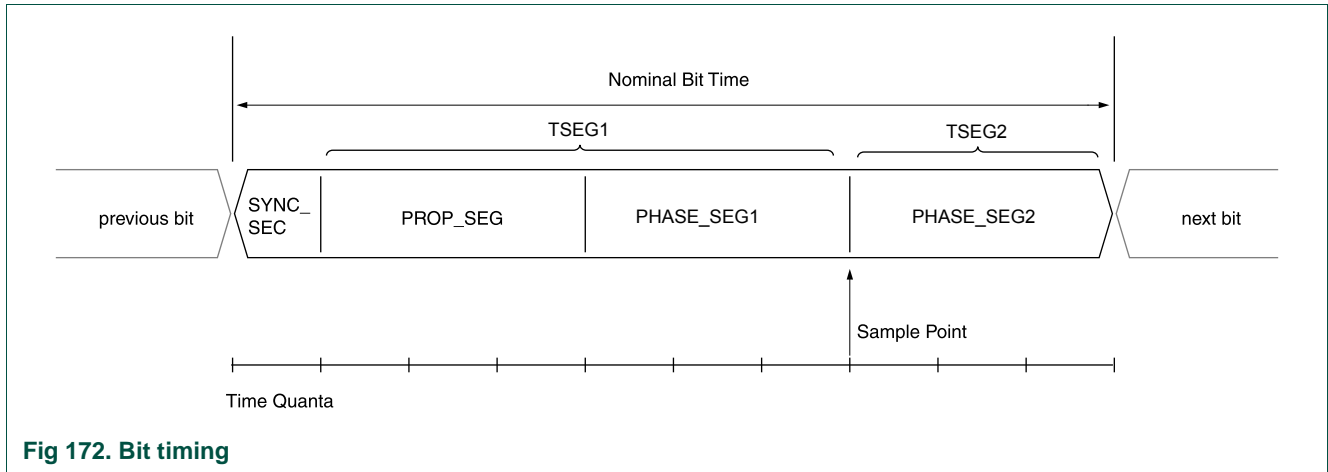 Nominal Bit Time
TSEG1
TSEG2
previous bit
SYNC_
SEC
PROP_SEG
PHASE_SEG1
PHASE_SEG2
next bit
Sample Point
Time Quanta
Fig 172. Bit timing